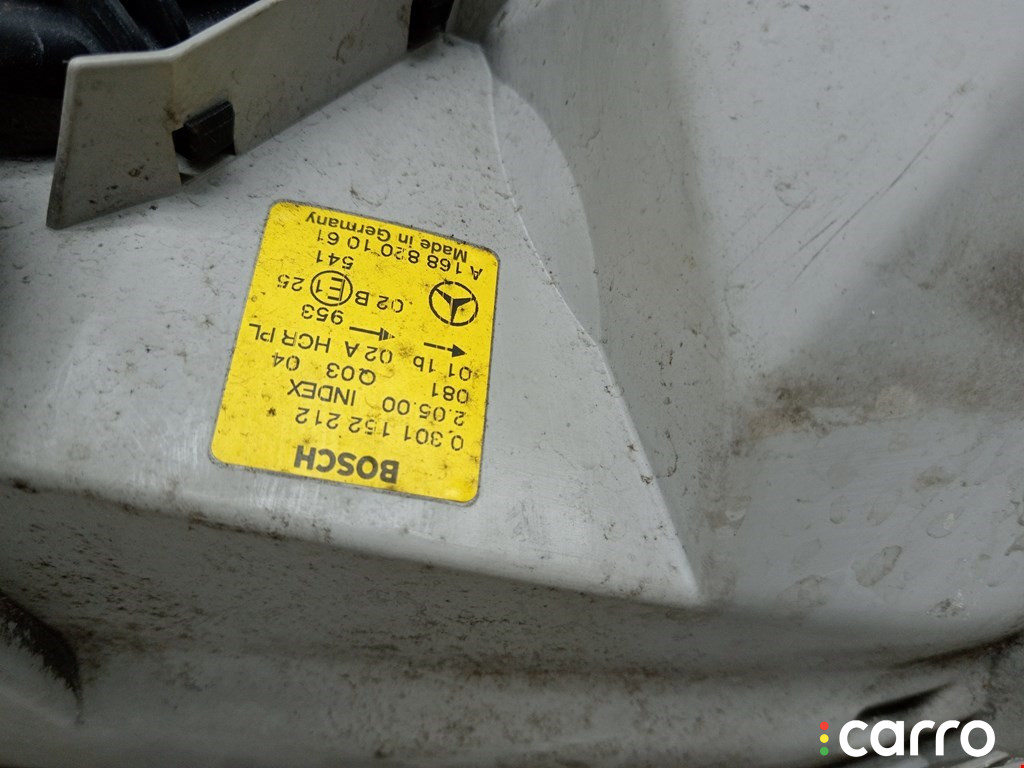 BOSCH
0 301 152 212
2.05.00 INDEX
081 Q03 04
01 1b 02 A HCR PL
953
02 B E1 25
541
A 168 820 10 61
Made in Germany
carro